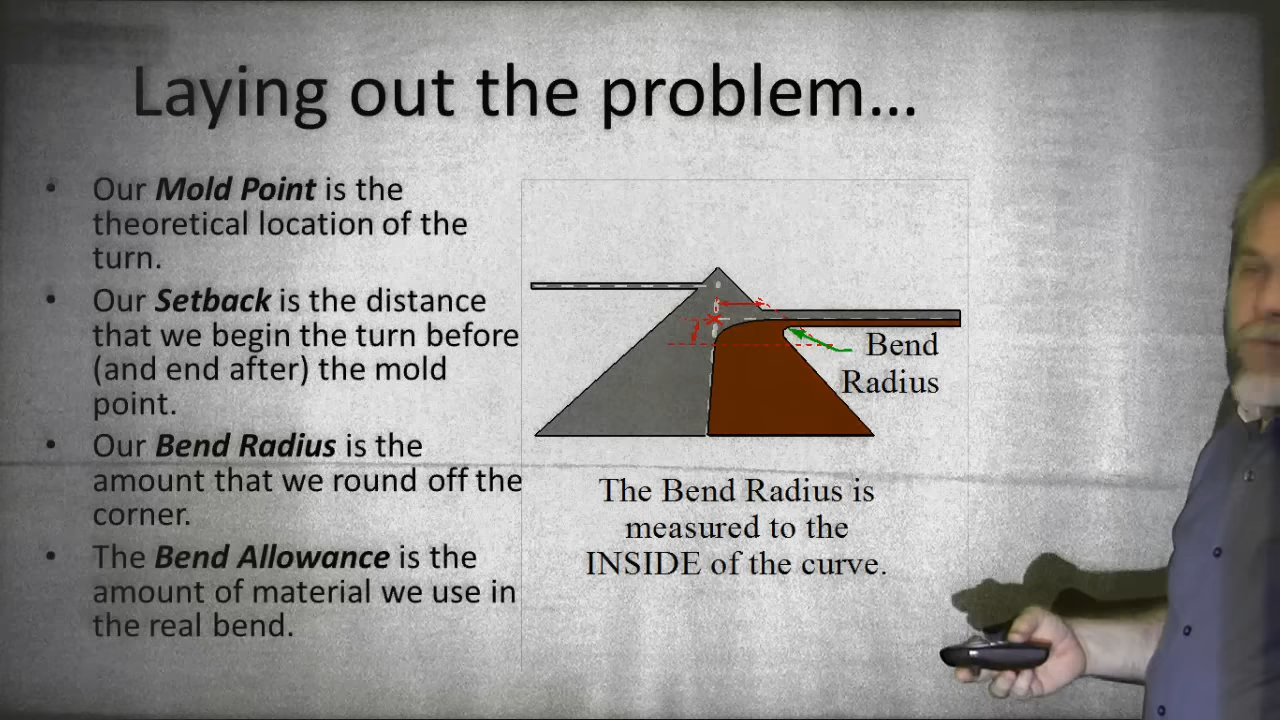 Laying out the problem...
• Our Mold Point is the
theoretical location of the
turn.
• Our Setback is the distance
that we begin the turn before
(and end after) the mold
point.
• Our Bend Radius is the
amount that we round off the
corner.
• The Bend Allowance is the
amount of material we use in
the real bend.
Bend
Radius
The Bend Radius is
measured to the
INSIDE of the curve.